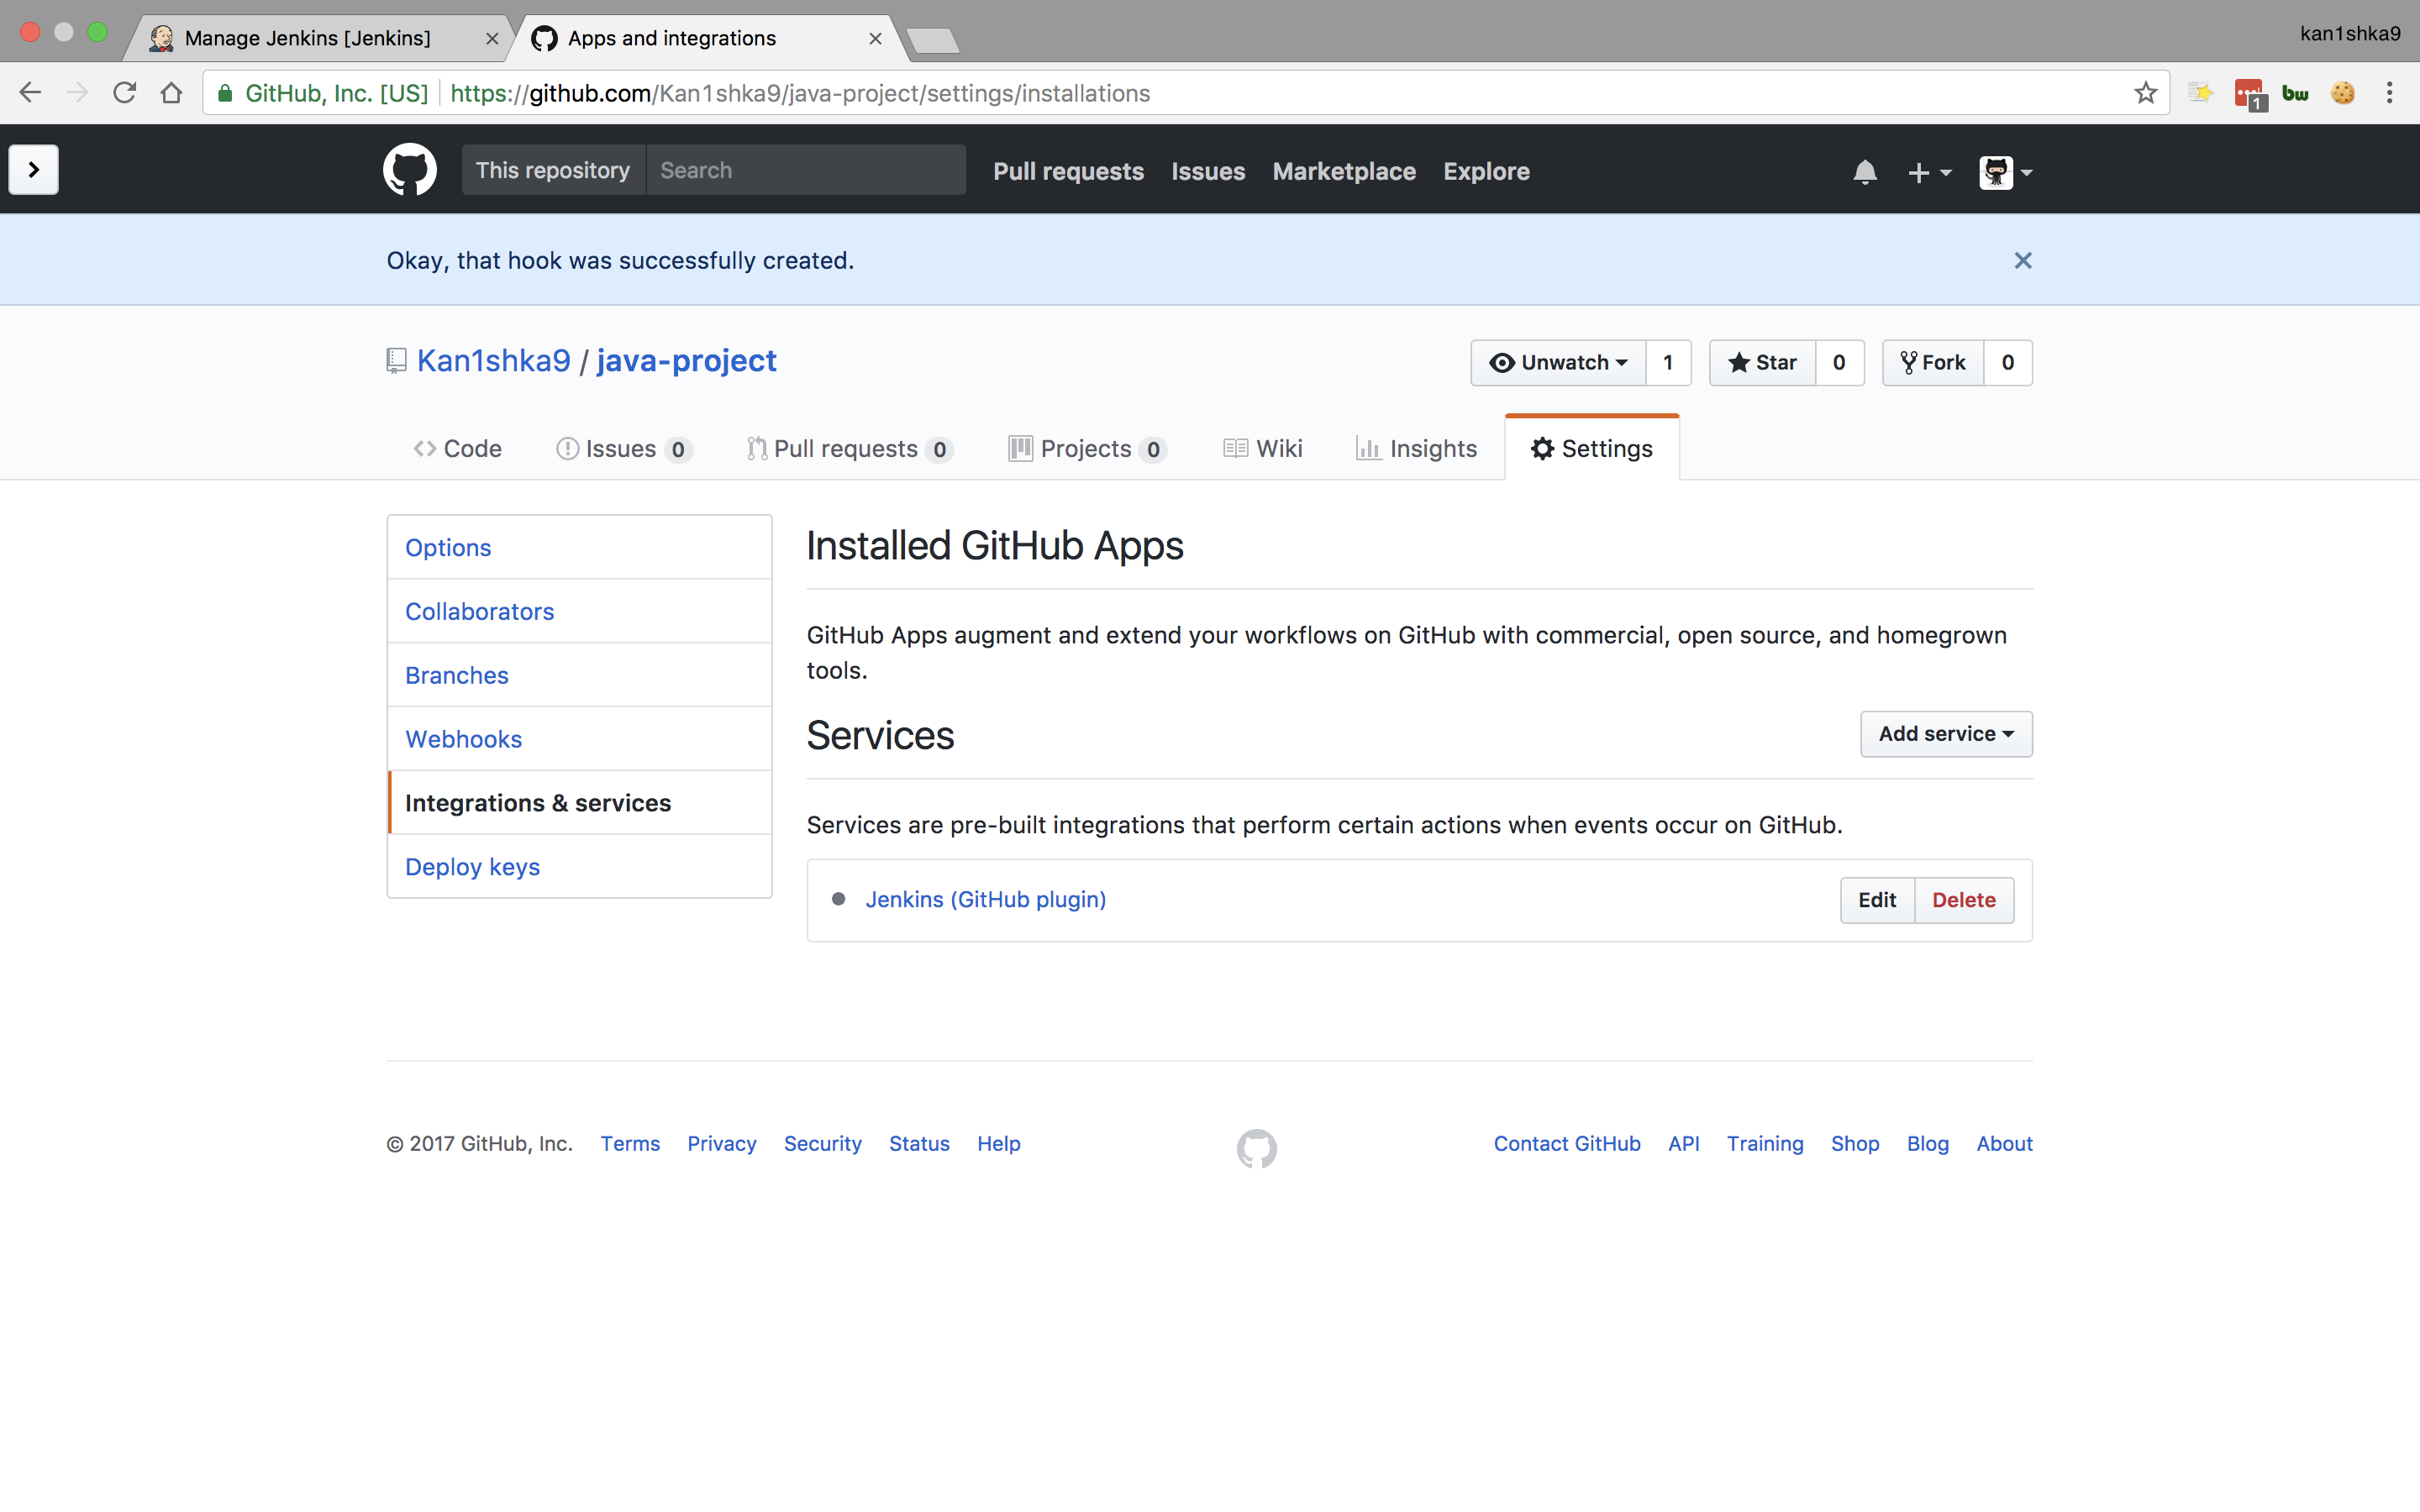 Manage Jenkins [Jenkins]
Apps and integrations
kan1shka9
GitHub, Inc. [US]
https://github.com/Kan1shka9/java-project/settings/installations
1
bw
This repository
Search
Pull requests
Issues
Marketplace
Explore
Okay, that hook was successfully created.
Kan1shka9 / java-project
Unwatch 1
Star 0
Fork 0
Code
Issues 0
Pull requests 0
Projects 0
Wiki
Insights
Settings
Options
Collaborators
Branches
Webhooks
Integrations & services
Deploy keys
Installed GitHub Apps
GitHub Apps augment and extend your workflows on GitHub with commercial, open source, and homegrown
tools.
Services
Add service
Services are pre-built integrations that perform certain actions when events occur on GitHub.
Jenkins (GitHub plugin)
Edit
Delete
© 2017 GitHub, Inc. Terms Privacy Security Status Help
Contact GitHub API Training Shop Blog About